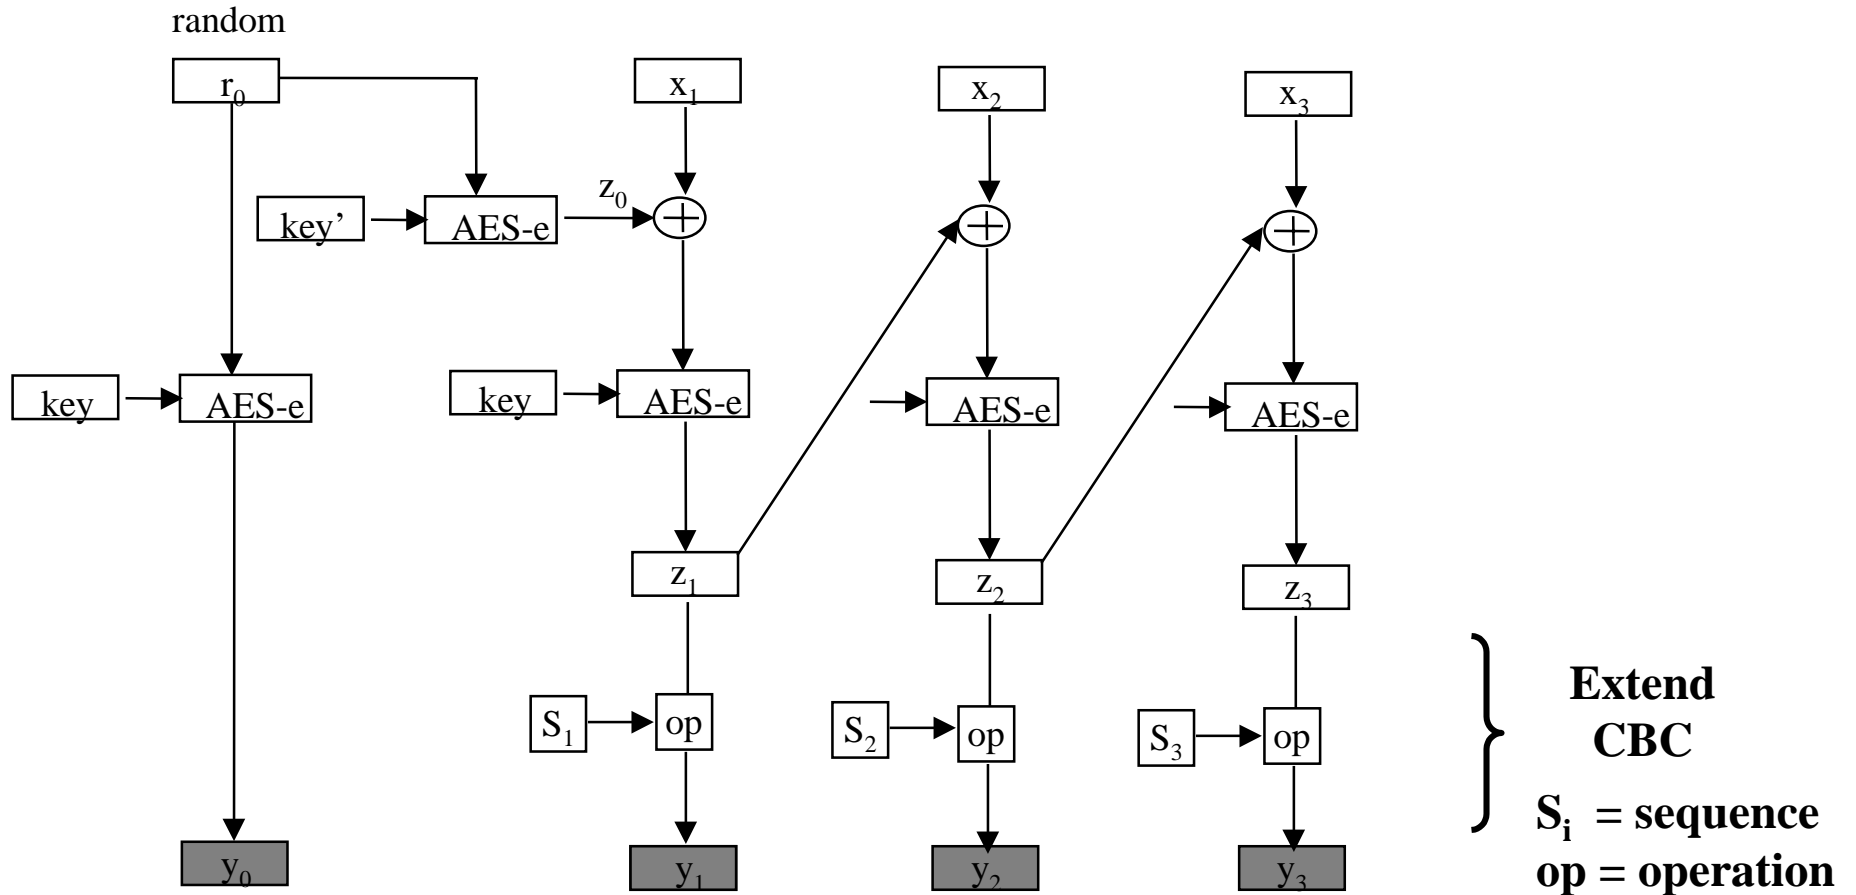 random
r0
x1
x2
x3
key’
AES-e
z0
key
AES-e
key
AES-e
AES-e
AES-e
z1
z2
z3
S1
op
S2
op
S3
op
Extend
CBC
Si = sequence
op = operation
y0
y1
y2
y3